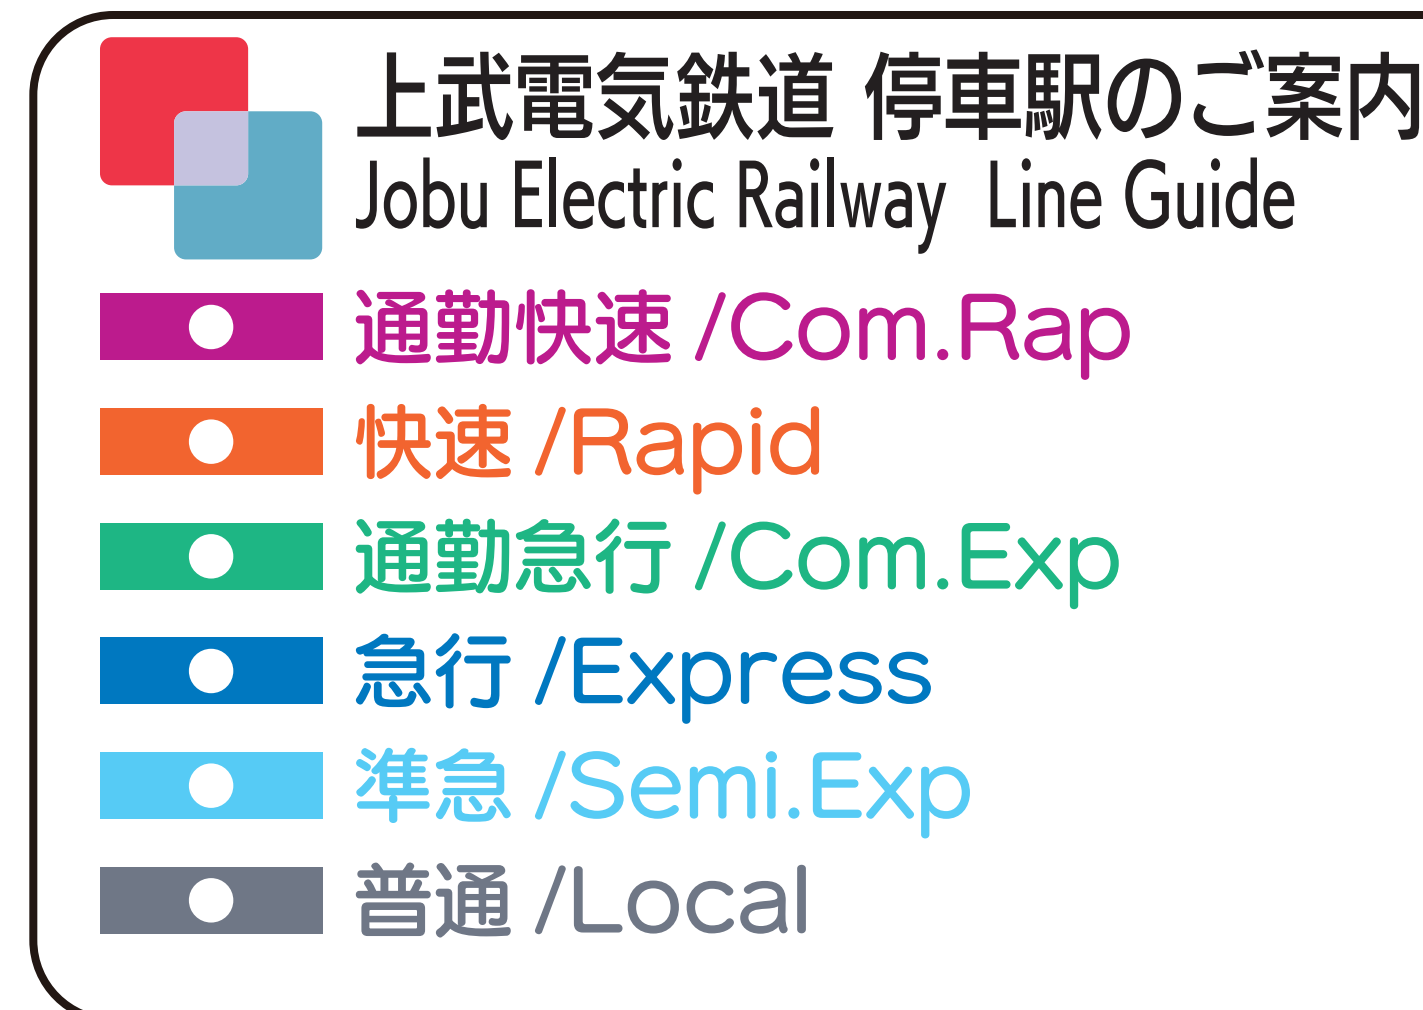 上武電気鉄道 停車駅のご案内
Jobu Electric Railway Line Guide
通勤快速 /Com.Rap
快速 /Rapid
通勤急行 /Com.Exp
急行 /Express
準急 /Semi.Exp
普通 /Local